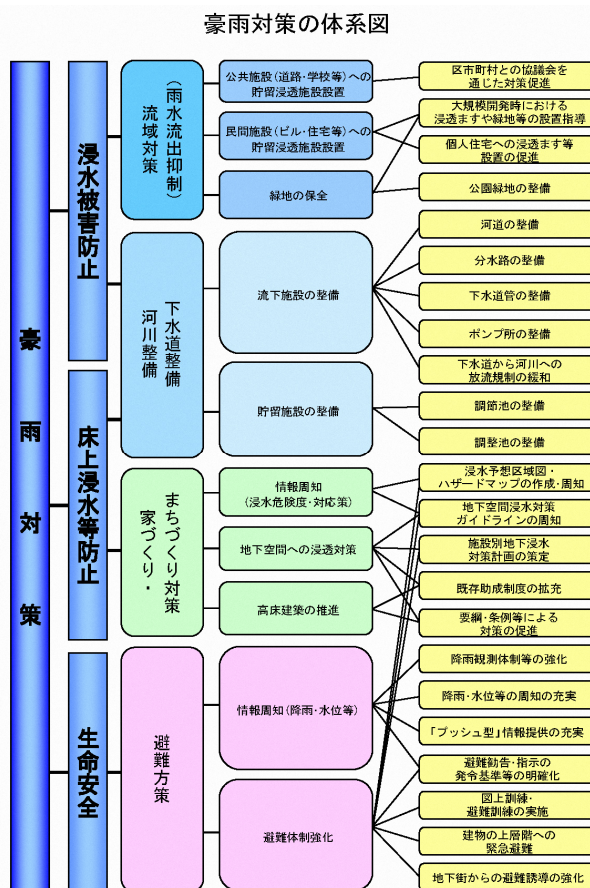 豪雨対策の体系図
豪雨対策
浸水被害防止
床上浸水等防止
生命安全
流域対策
(雨水流出抑制)
河川整備
下水道整備
家づくり・
まちづくり対策
避難方策
公共施設(道路・学校等)への
貯留浸透施設設置
民間施設(ビル・住宅等)への
貯留浸透施設設置
緑地の保全
流下施設の整備
貯留施設の整備
情報周知
(浸水危険度・対応策)
地下空間への浸透対策
高床建築の推進
情報周知(降雨・水位等)
避難体制強化
区市町村との協議会を
通じた対策促進
大規模開発時における
浸透ますや緑地等の設置指導
個人住宅への浸透ます等
設置の促進
公園緑地の整備
河道の整備
分水路の整備
下水道管の整備
ポンプ所の整備
下水道から河川への
放流規制の緩和
調節池の整備
調整池の整備
浸水予想区域図・
ハザードマップの作成・周知
地下空間浸水対策
ガイドラインの周知
施設別地下浸水
対策計画の策定
既存助成制度の拡充
要綱・条例等による
対策の促進
降雨観測体制等の強化
降雨・水位等の周知の充実
「プッシュ型」情報提供の充実
避難勧告・指示の
発令基準等の明確化
図上訓練・
避難訓練の実施
建物の上層階への
緊急避難
地下街からの避難誘導の強化